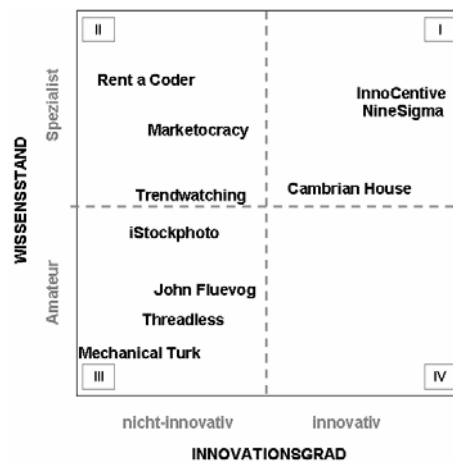 II
I
Rent a Coder
InnoCentive
NineSigma
Marketocracy
Cambrian House
Trendwatching
iStockphoto
John Fluevog
Threadless
Mechanical Turk
III
IV
WISSENSSTAND
Spezialist
Amateur
nicht-innovativ
innovativ
INNOVATIONSGRAD